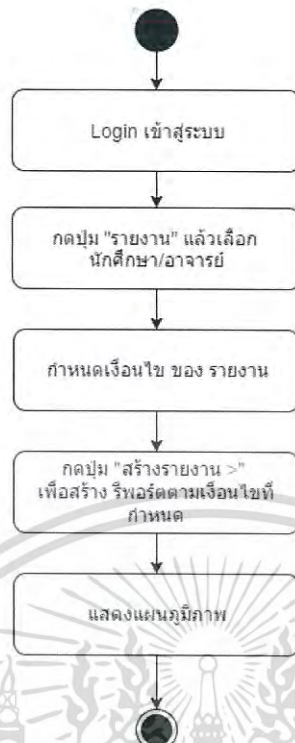 Login เข้าสู่ระบบ
กดปุ่ม "รายงาน" แล้วเลือก
นักศึกษา/อาจารย์
กำหนดเงื่อนไข ของ รายงาน
กดปุ่ม "สร้างรายงาน >"
เพื่อสร้าง รีพอร์ตตามเงื่อนไขที่
กำหนด
แสดงแผนภูมิภาพ